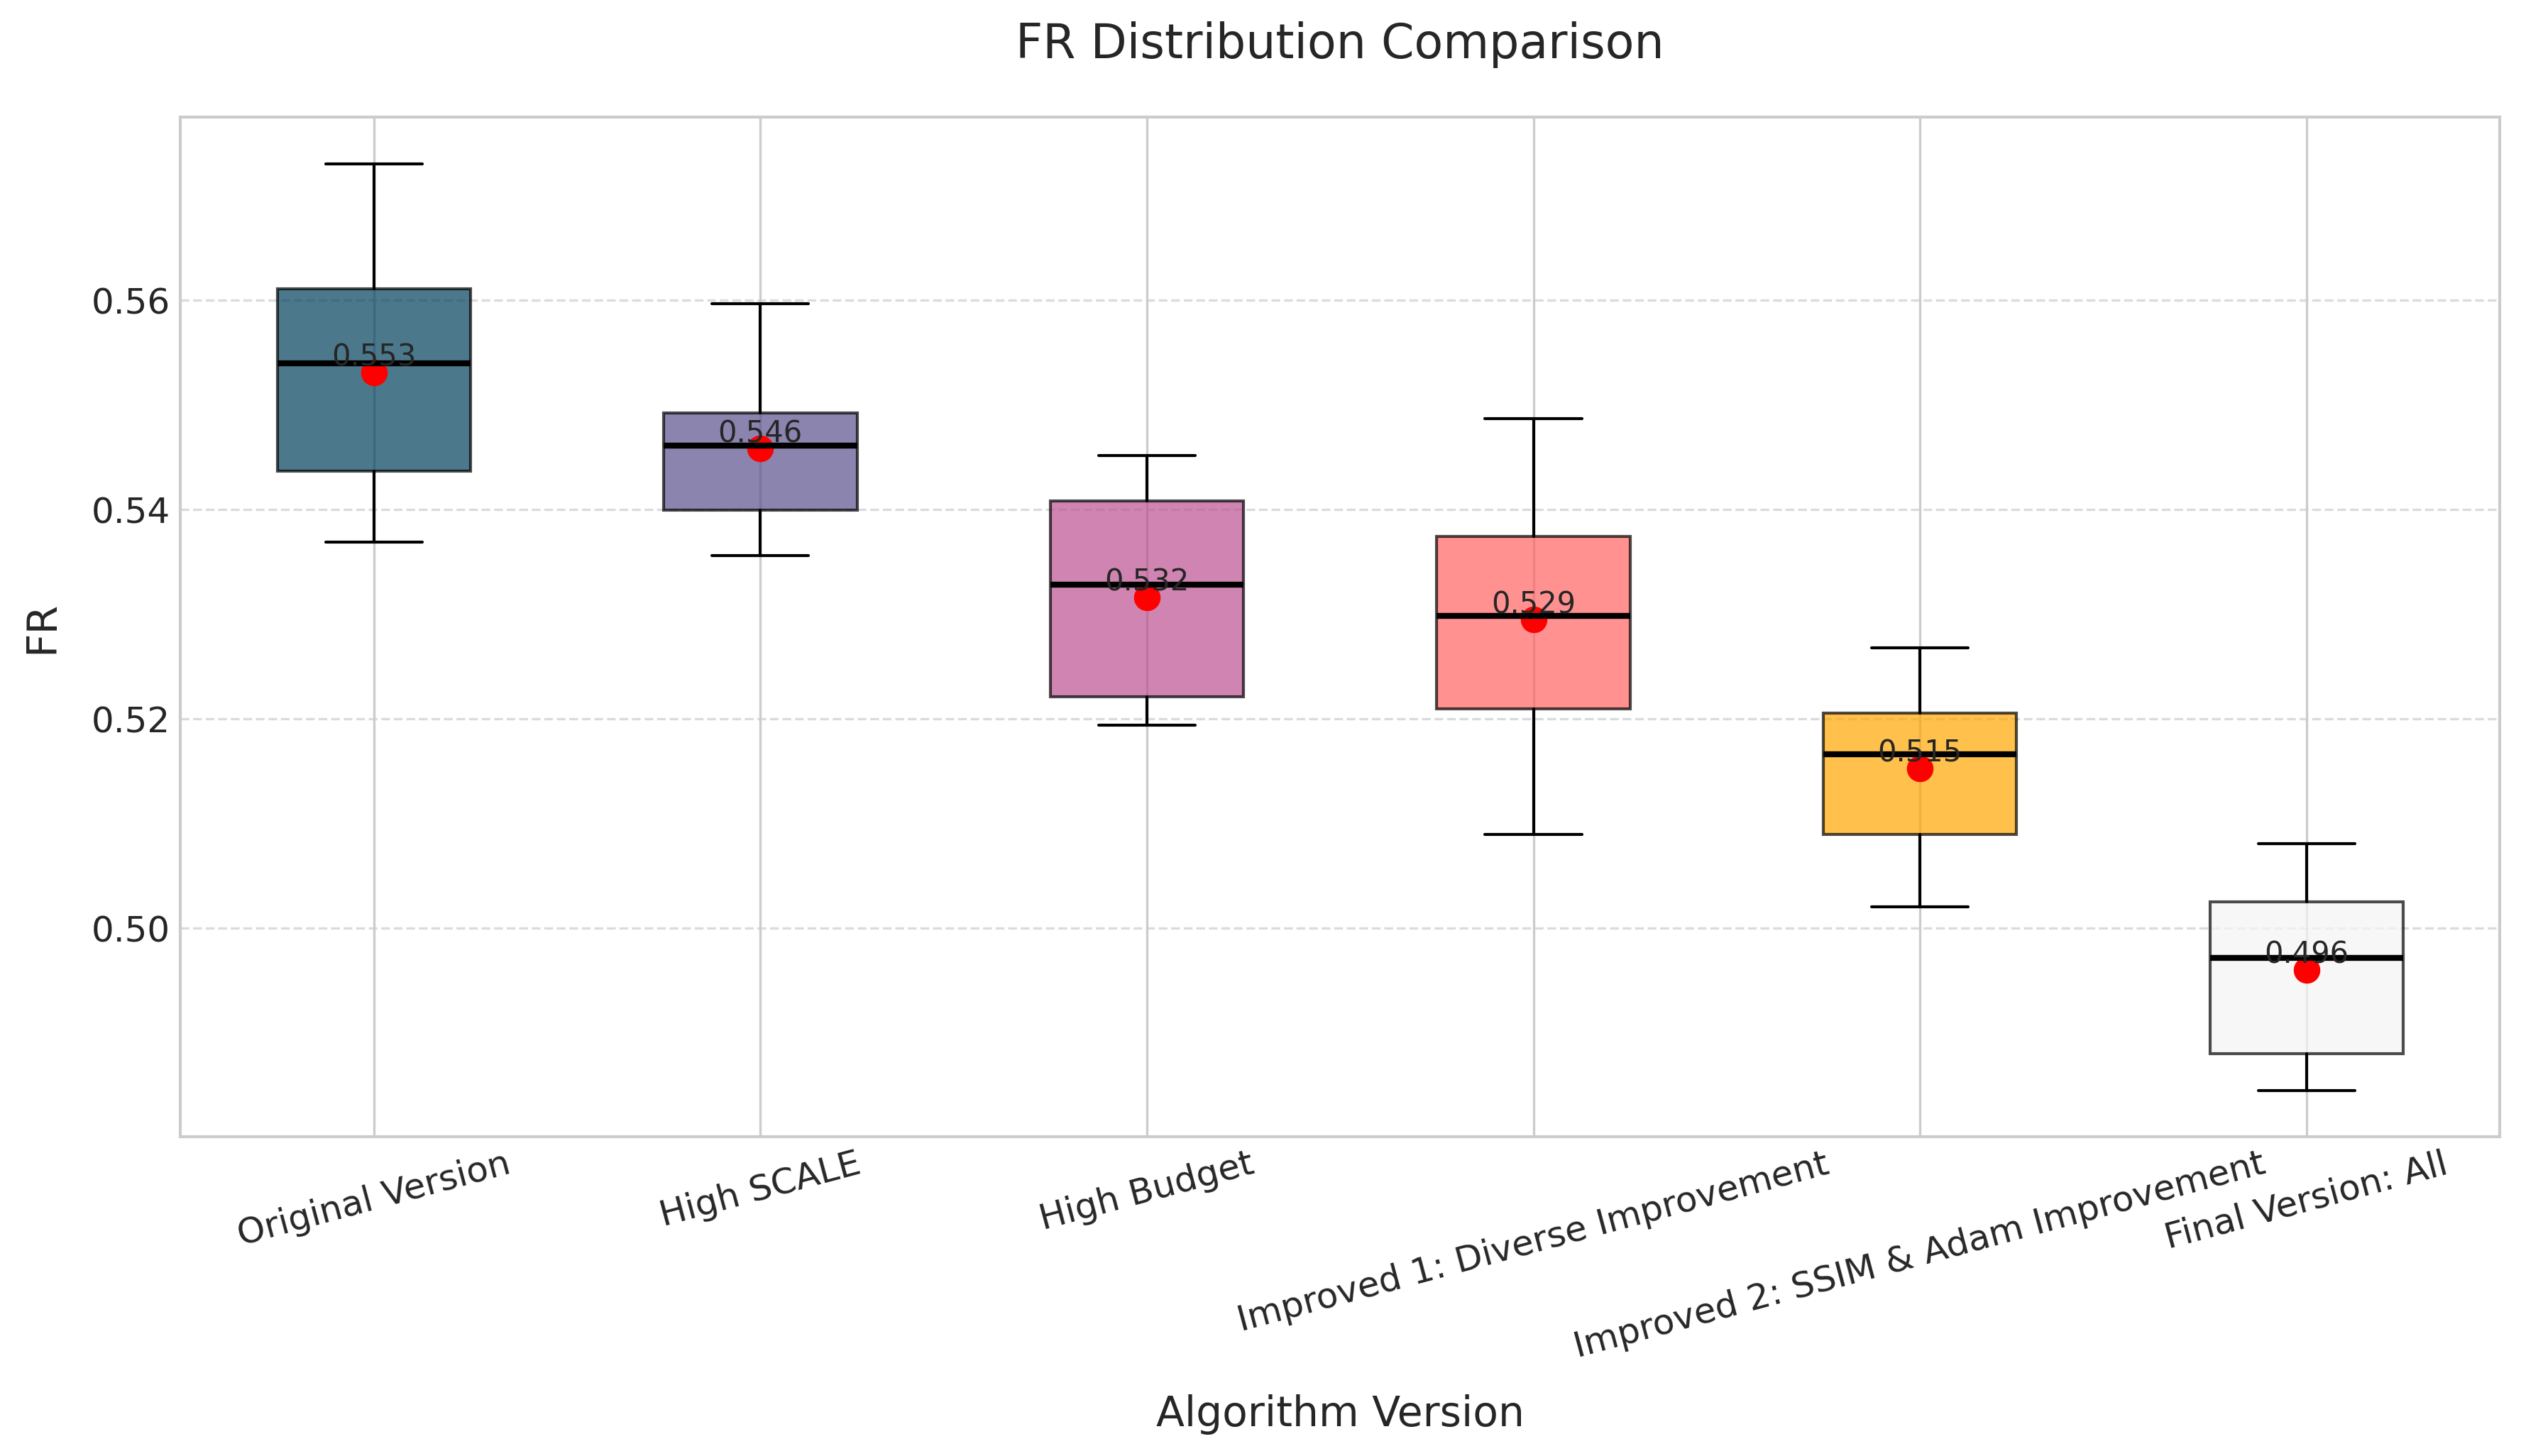 FR Distribution Comparison
FR
0.56
0.54
0.52
0.50
0.553
0.546
0.532
0.529
0.515
0.496
Original Version
High SCALE
High Budget
Improved 1: Diverse Improvement
Improved 2: SSIM & Adam Improvement
Final Version: All
Algorithm Version